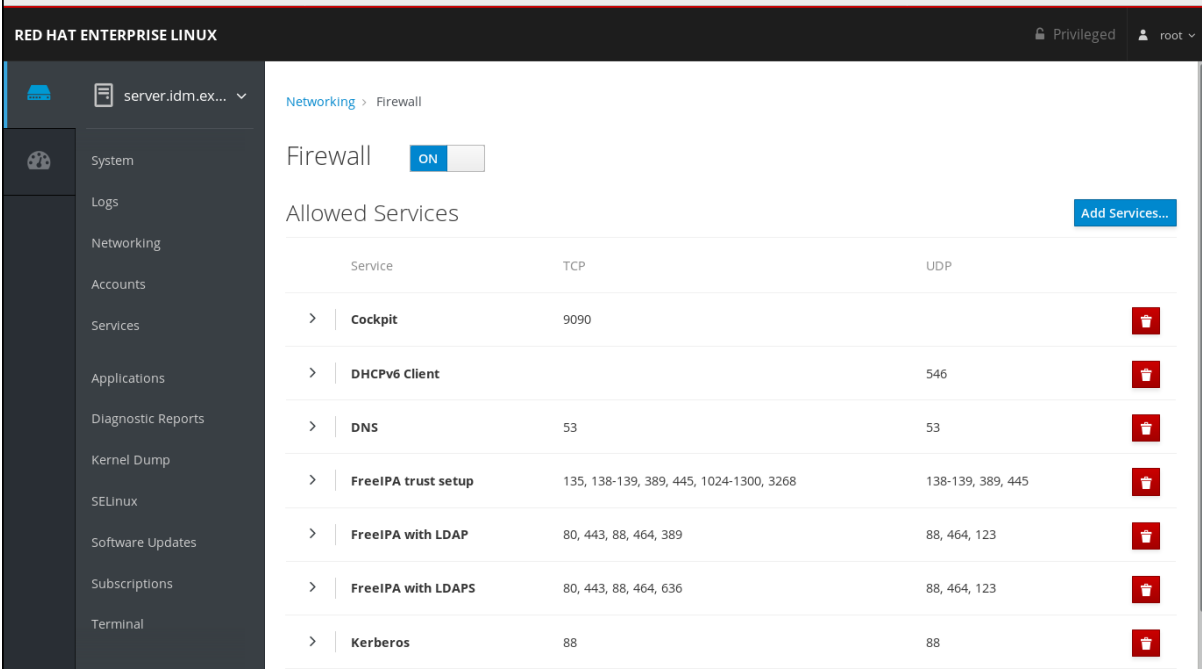 RED HAT ENTERPRISE LINUX
Privileged
root
server.idm.ex...
System
Logs
Networking
Accounts
Services
Applications
Diagnostic Reports
Kernel Dump
SELinux
Software Updates
Subscriptions
Terminal
Networking > Firewall
Firewall ON
Allowed Services
Add Services...
Service TCP UDP
Cockpit 9090
DHCPv6 Client 546
DNS 53 53
FreeIPA trust setup 135, 138-139, 389, 445, 1024-1300, 3268 138-139, 389, 445
FreeIPA with LDAP 80, 443, 88, 464, 389 88, 464, 123
FreeIPA with LDAPS 80, 443, 88, 464, 636 88, 464, 123
Kerberos 88 88